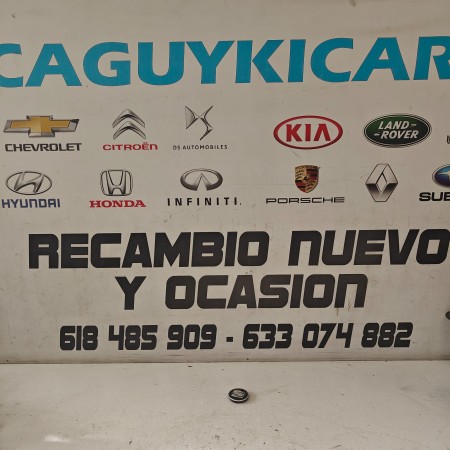 CAGUYKICAR
CHEVROLET CITROËN DS AUTOMOBILES KIA LAND ROVER
HYUNDAI HONDA INFINITI. PORSCHE SUB
RECAMBIO NUEVO
Y OCASION
618 485 909 - 633 074 882